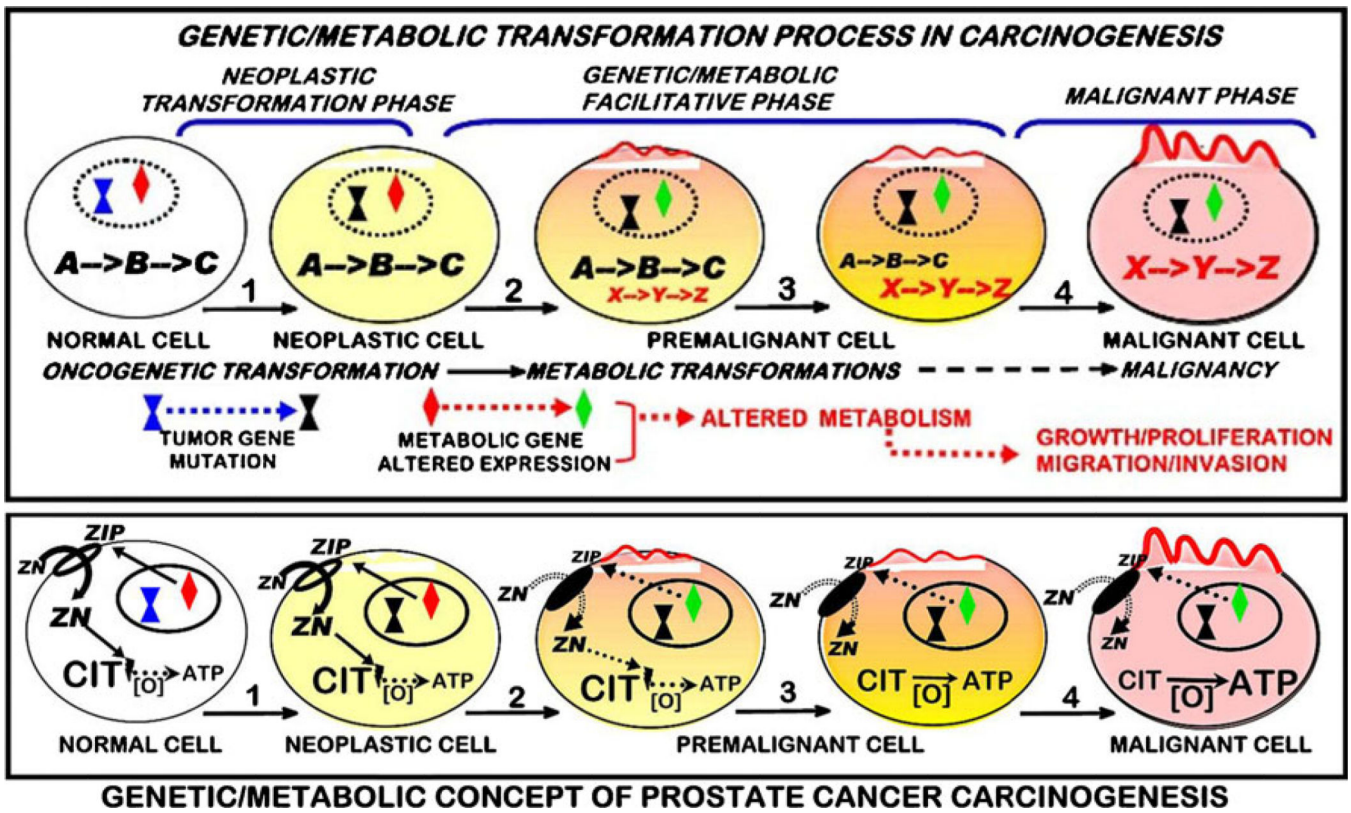 GENETIC/METABOLIC TRANSFORMATION PROCESS IN CARCINOGENESIS
NEOPLASTIC
TRANSFORMATION PHASE
GENETIC/METABOLIC
FACILITATIVE PHASE
MALIGNANT PHASE
A-->B-->C
A-->B-->C
A-->B-->C
X-->Y-->Z
A-->B-->C
X-->Y-->Z
X-->Y-->Z
1
2
3
4
NORMAL CELL
NEOPLASTIC CELL
PREMALIGNANT CELL
MALIGNANT CELL
ONCOGENETIC TRANSFORMATION
METABOLIC TRANSFORMATIONS
MALIGNANCY
TUMOR GENE
MUTATION
METABOLIC GENE
ALTERED EXPRESSION
ALTERED METABOLISM
GROWTH/PROLIFERATION
MIGRATION/INVASION
ZIP
ZN
ZN
CIT
[O]
ATP
ZIP
ZN
ZN
CIT
[O]
ATP
ZIP
ZN
ZN
CIT
[O]
ATP
ZIP
ZN
ZN
CIT
[O]
ATP
ZIP
ZN
ZN
CIT
[O]
ATP
1
2
3
4
NORMAL CELL
NEOPLASTIC CELL
PREMALIGNANT CELL
MALIGNANT CELL
GENETIC/METABOLIC CONCEPT OF PROSTATE CANCER CARCINOGENESIS